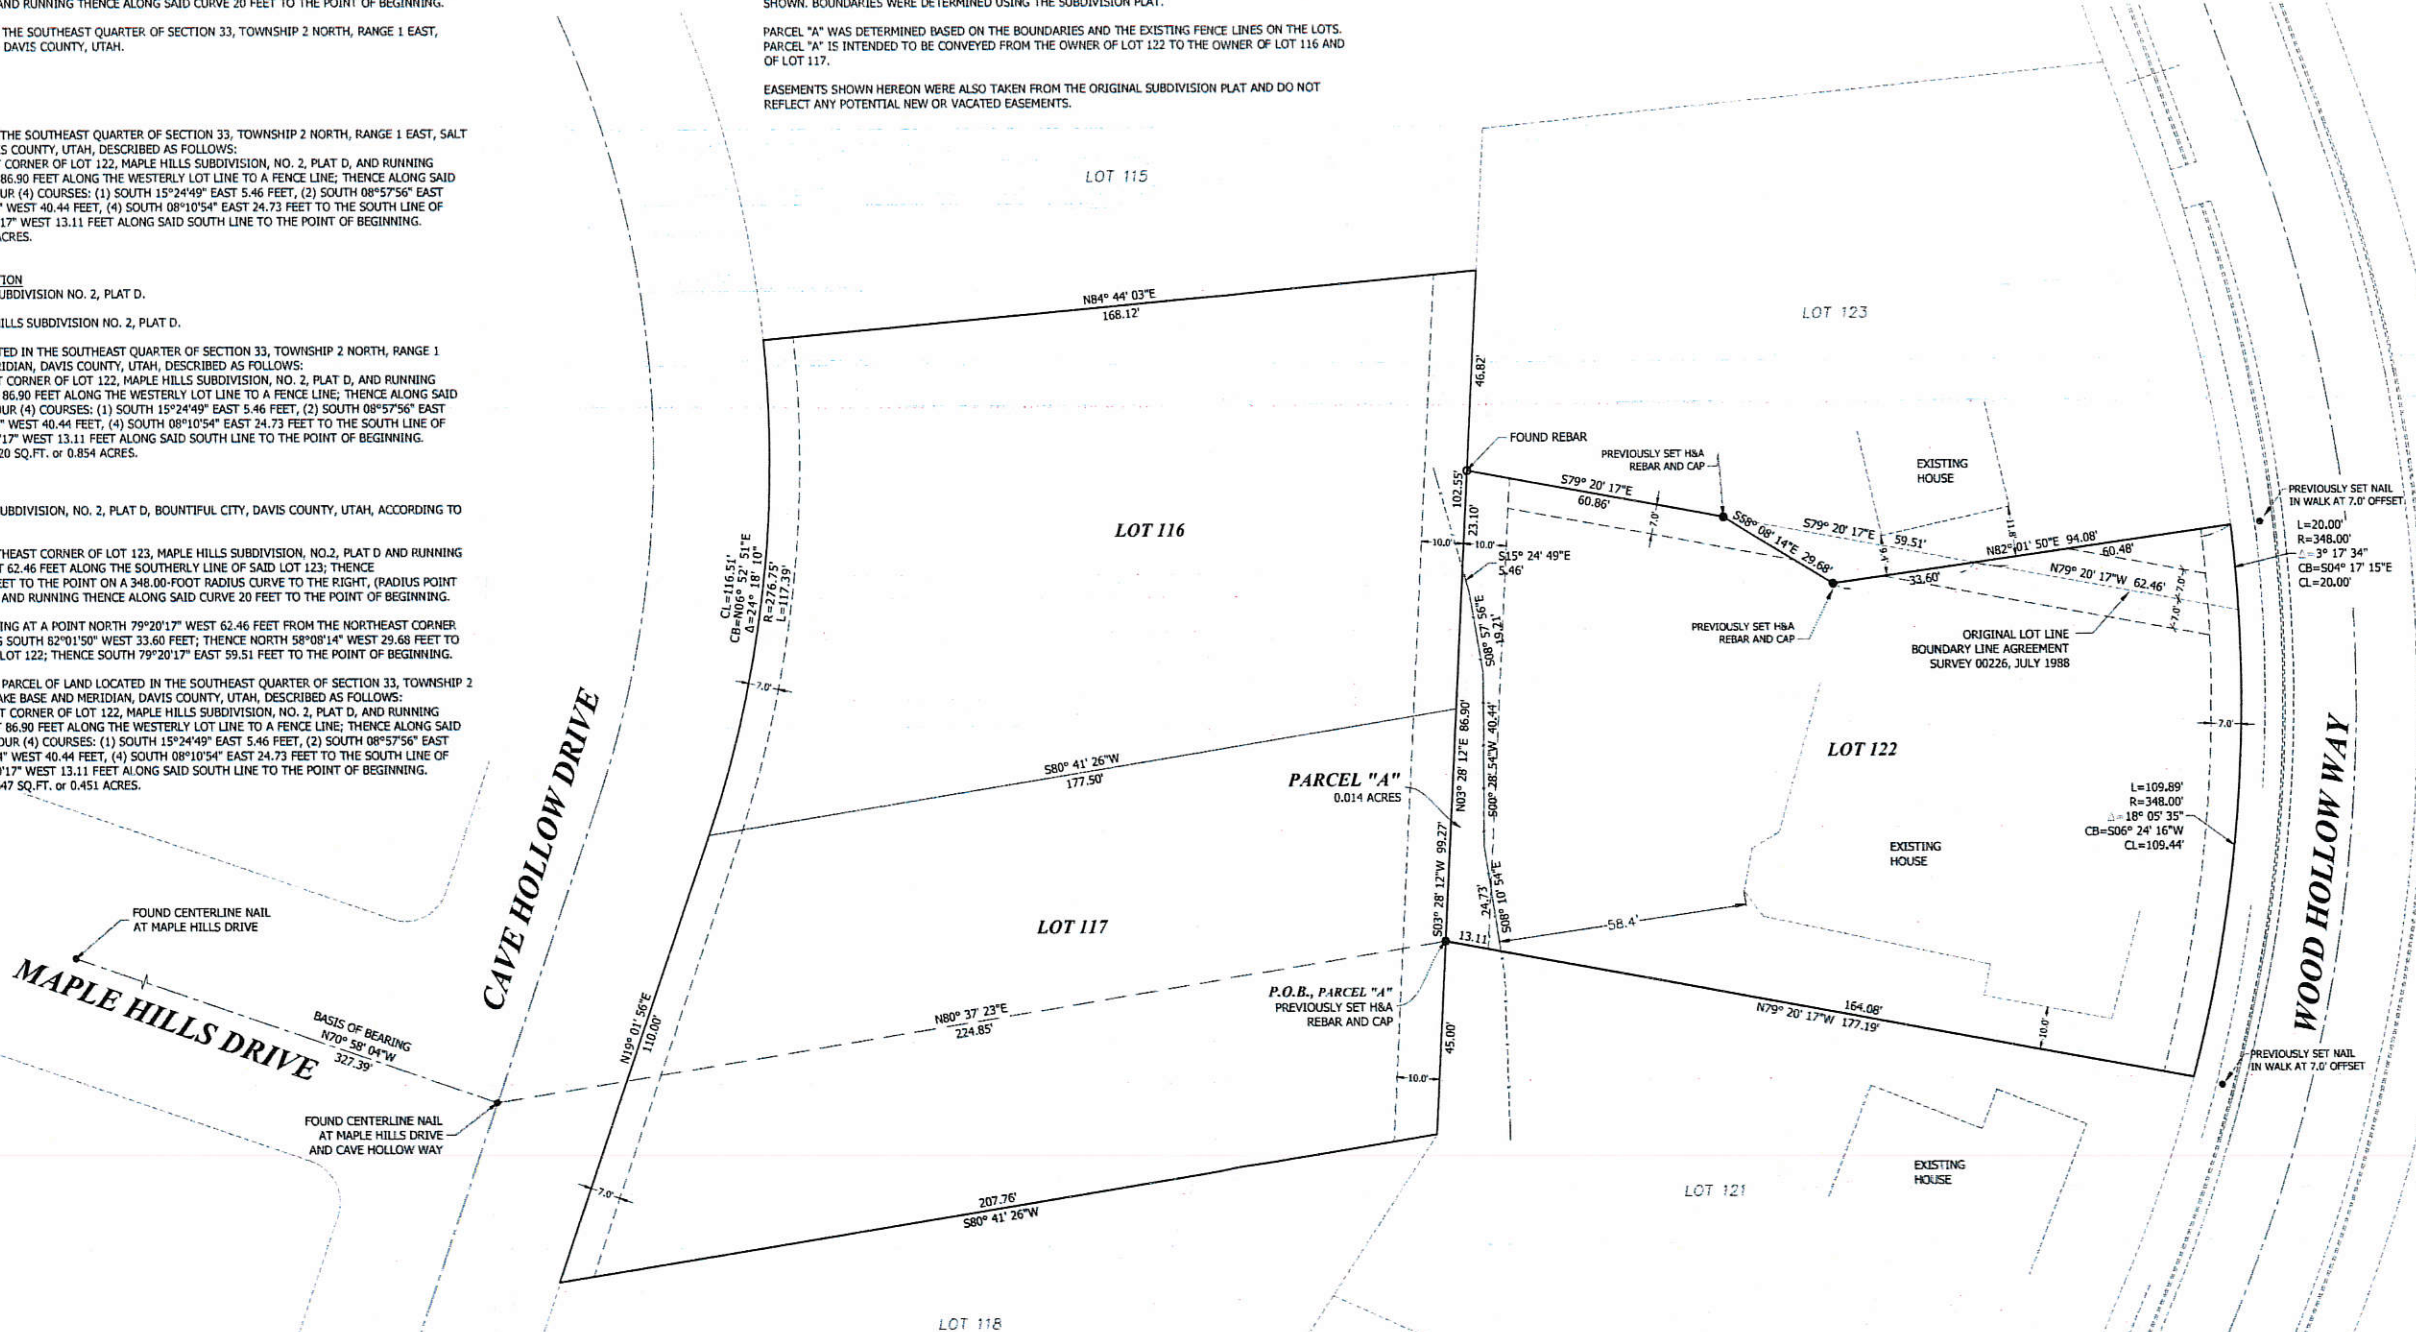 AND RUNNING THENCE ALONG SAID CURVE 20 FEET TO THE POINT OF BEGINNING.
THE SOUTHEAST QUARTER OF SECTION 33, TOWNSHIP 2 NORTH, RANGE 1 EAST,
DAVIS COUNTY, UTAH.
THE SOUTHEAST QUARTER OF SECTION 33, TOWNSHIP 2 NORTH, RANGE 1 EAST, SALT
S COUNTY, UTAH, DESCRIBED AS FOLLOWS:
CORNER OF LOT 122, MAPLE HILLS SUBDIVISION, NO. 2, PLAT D, AND RUNNING
86.90 FEET ALONG THE WESTERLY LOT LINE TO A FENCE LINE; THENCE ALONG SAID
UR (4) COURSES: (1) SOUTH 15°24'49" EAST 5.46 FEET, (2) SOUTH 08°57'56" EAST
" WEST 40.44 FEET, (4) SOUTH 08°10'54" EAST 24.73 FEET TO THE SOUTH LINE OF
17" WEST 13.11 FEET ALONG SAID SOUTH LINE TO THE POINT OF BEGINNING.
ACRES.
TION
UBDIVISION NO. 2, PLAT D.
ILLS SUBDIVISION NO. 2, PLAT D.
TED IN THE SOUTHEAST QUARTER OF SECTION 33, TOWNSHIP 2 NORTH, RANGE 1
RIDIAN, DAVIS COUNTY, UTAH, DESCRIBED AS FOLLOWS:
T CORNER OF LOT 122, MAPLE HILLS SUBDIVISION, NO. 2, PLAT D, AND RUNNING
86.90 FEET ALONG THE WESTERLY LOT LINE TO A FENCE LINE; THENCE ALONG SAID
UR (4) COURSES: (1) SOUTH 15°24'49" EAST 5.46 FEET, (2) SOUTH 08°57'56" EAST
" WEST 40.44 FEET, (4) SOUTH 08°10'54" EAST 24.73 FEET TO THE SOUTH LINE OF
'17" WEST 13.11 FEET ALONG SAID SOUTH LINE TO THE POINT OF BEGINNING.
20 SQ.FT. or 0.854 ACRES.
UBDIVISION, NO. 2, PLAT D, BOUNTIFUL CITY, DAVIS COUNTY, UTAH, ACCORDING TO
THEAST CORNER OF LOT 123, MAPLE HILLS SUBDIVISION, NO.2, PLAT D AND RUNNING
T 62.46 FEET ALONG THE SOUTHERLY LINE OF SAID LOT 123; THENCE
EET TO THE POINT ON A 348.00-FOOT RADIUS CURVE TO THE RIGHT, (RADIUS POINT
AND RUNNING THENCE ALONG SAID CURVE 20 FEET TO THE POINT OF BEGINNING.
ING AT A POINT NORTH 79°20'17" WEST 62.46 FEET FROM THE NORTHEAST CORNER
G SOUTH 82°01'50" WEST 33.60 FEET; THENCE NORTH 58°08'14" WEST 29.68 FEET TO
LOT 122; THENCE SOUTH 79°20'17" EAST 59.51 FEET TO THE POINT OF BEGINNING.
PARCEL OF LAND LOCATED IN THE SOUTHEAST QUARTER OF SECTION 33, TOWNSHIP 2
AKE BASE AND MERIDIAN, DAVIS COUNTY, UTAH, DESCRIBED AS FOLLOWS:
T CORNER OF LOT 122, MAPLE HILLS SUBDIVISION, NO. 2, PLAT D, AND RUNNING
T 86.90 FEET ALONG THE WESTERLY LOT LINE TO A FENCE LINE; THENCE ALONG SAID
OUR (4) COURSES: (1) SOUTH 15°24'49" EAST 5.46 FEET, (2) SOUTH 08°57'56" EAST
4" WEST 40.44 FEET, (4) SOUTH 08°10'54" EAST 24.73 FEET TO THE SOUTH LINE OF
0'17" WEST 13.11 FEET ALONG SAID SOUTH LINE TO THE POINT OF BEGINNING.
47 SQ.FT. or 0.451 ACRES.
SHOWN. BOUNDARIES WERE DETERMINED USING THE SUBDIVISION PLAT.
PARCEL "A" WAS DETERMINED BASED ON THE BOUNDARIES AND THE EXISTING FENCE LINES ON THE LOTS.
PARCEL "A" IS INTENDED TO BE CONVEYED FROM THE OWNER OF LOT 122 TO THE OWNER OF LOT 116 AND
OF LOT 117.
EASEMENTS SHOWN HEREON WERE ALSO TAKEN FROM THE ORIGINAL SUBDIVISION PLAT AND DO NOT
REFLECT ANY POTENTIAL NEW OR VACATED EASEMENTS.
LOT 115
N84° 44' 03"E
168.12'
LOT 123
46.82'
FOUND REBAR
PREVIOUSLY SET H&A
REBAR AND CAP
EXISTING
HOUSE
PREVIOUSLY SET NAIL
IN WALK AT 7.0' OFFSET
L=20.00'
R=348.00'
Δ=3° 17' 34"
CB=S04° 17' 15"E
CL=20.00'
S79° 20' 17"E
60.86'
7.0'
S58° 08' 14"E 29.68'
S79° 20' 17"E 59.51'
9.4'
11.8'
N82° 01' 50"E 94.08'
60.48'
33.60'
N79° 20' 17"W 62.46'
7.0'
7.0'
102.55'
23.10'
10.0'
10.0'
S15° 24' 49"E
5.46'
LOT 116
CL=116.51'
CB=N06° 52' 51"E
Δ=24° 18' 10"
R=276.75'
L=117.39'
7.0'
S08° 57' 56"E
19.21'
PREVIOUSLY SET H&A
REBAR AND CAP
ORIGINAL LOT LINE
BOUNDARY LINE AGREEMENT
SURVEY 00226, JULY 1988
7.0'
LOT 122
N03° 28' 12"E 86.90'
S00° 28' 54"W 40.44'
S80° 41' 26"W
177.50'
PARCEL "A"
0.014 ACRES
L=109.89'
R=348.00'
Δ=18° 05' 35"
CB=S06° 24' 16"W
CL=109.44'
EXISTING
HOUSE
WOOD HOLLOW WAY
CAVE HOLLOW DRIVE
S03° 28' 12"W 99.27'
24.73'
S08° 10' 54"E
58.4'
13.11'
LOT 117
FOUND CENTERLINE NAIL
AT MAPLE HILLS DRIVE
MAPLE HILLS DRIVE
BASIS OF BEARING
N70° 58' 04"W
327.39'
N19° 01' 56"E
110.00'
N80° 37' 23"E
224.85'
P.O.B., PARCEL "A"
PREVIOUSLY SET H&A
REBAR AND CAP
45.00'
10.0'
164.08'
N79° 20' 17"W 177.19'
10.0'
PREVIOUSLY SET NAIL
IN WALK AT 7.0' OFFSET
FOUND CENTERLINE NAIL
AT MAPLE HILLS DRIVE
AND CAVE HOLLOW WAY
7.0'
207.76'
S80° 41' 26"W
LOT 121
EXISTING
HOUSE
LOT 118